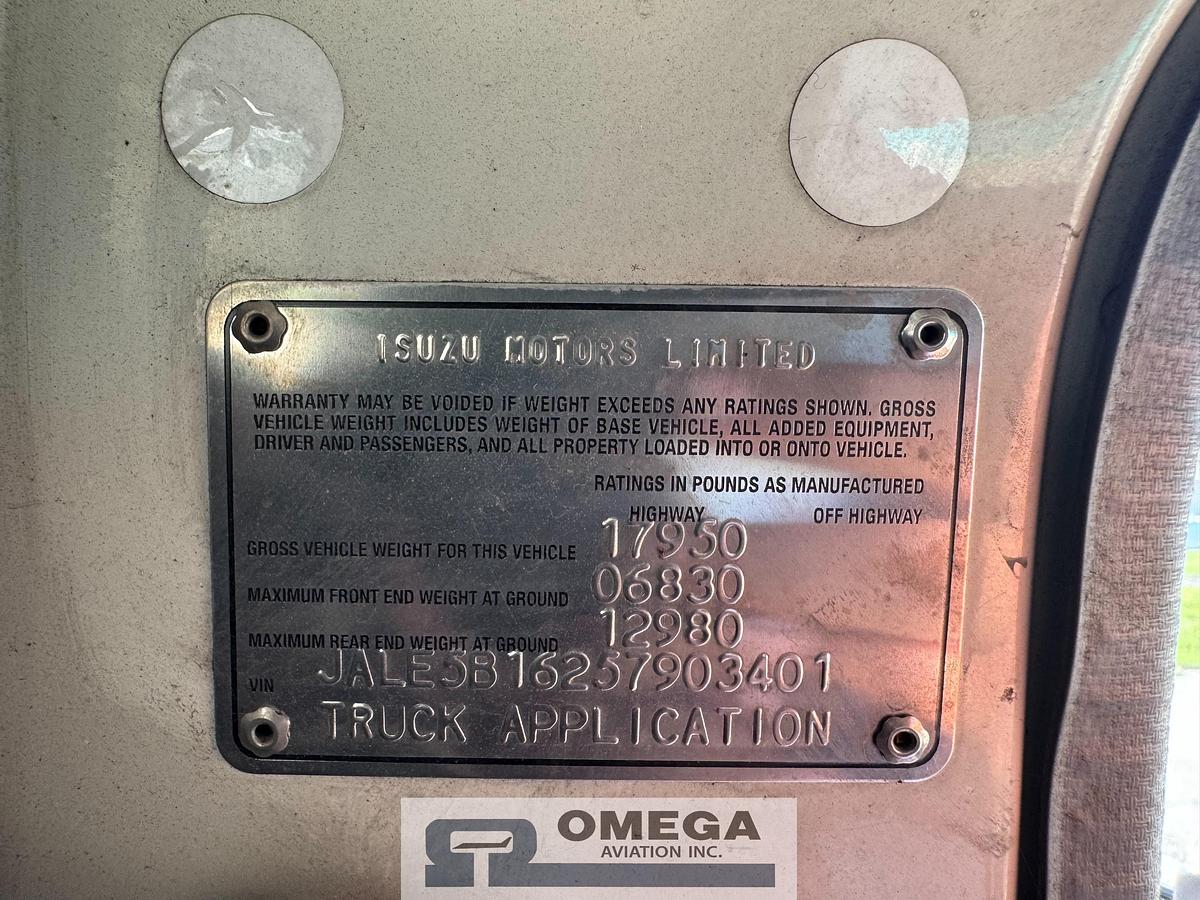 ISUZU MOTORS LIMITED
WARRANTY MAY BE VOIDED IF WEIGHT EXCEEDS ANY RATINGS SHOWN. GROSS
VEHICLE WEIGHT INCLUDES WEIGHT OF BASE VEHICLE, ALL ADDED EQUIPMENT,
DRIVER AND PASSENGERS, AND ALL PROPERTY LOADED INTO OR ONTO VEHICLE.
RATINGS IN POUNDS AS MANUFACTURED
HIGHWAY OFF HIGHWAY
GROSS VEHICLE WEIGHT FOR THIS VEHICLE 17950
MAXIMUM FRONT END WEIGHT AT GROUND 06830
MAXIMUM REAR END WEIGHT AT GROUND 12980
VIN JALE5B16257903401
TRUCK APPLICATION
OMEGA
AVIATION INC.